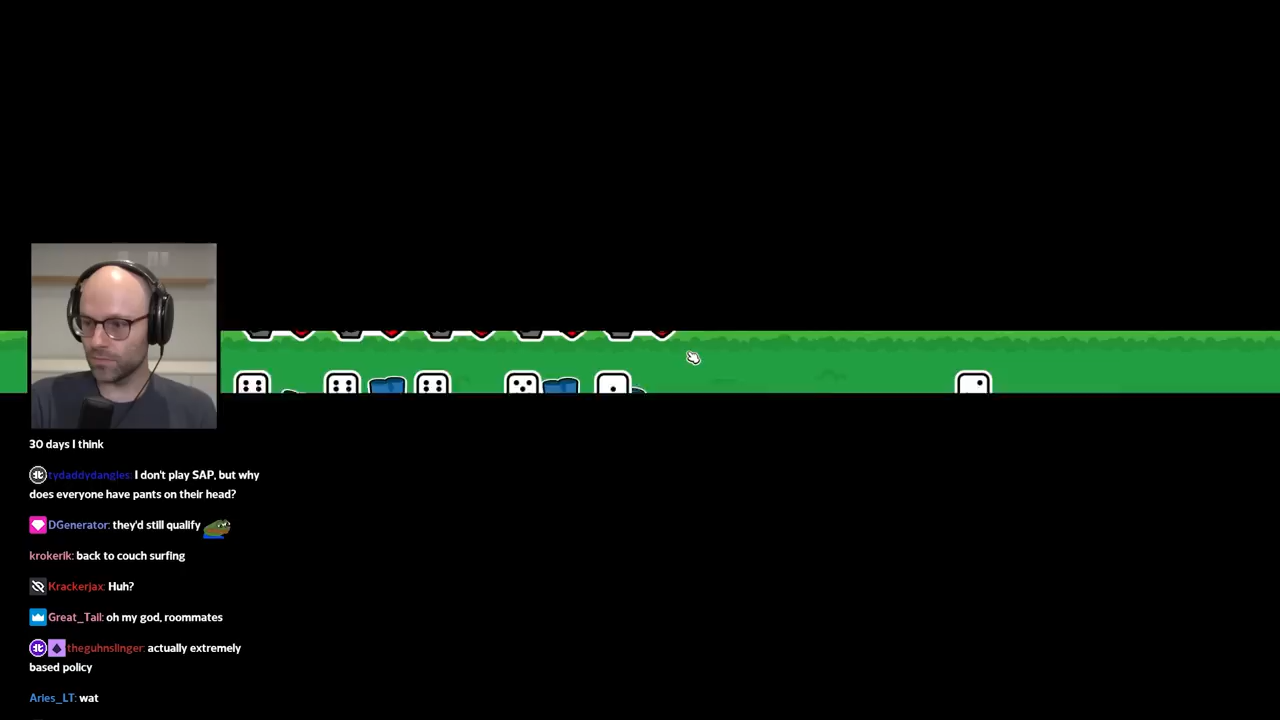 30 days I think
tydaddydangles: I don't play SAP, but why
does everyone have pants on their head?
DGenerator: they'd still qualify
krokerik: back to couch surfing
Krackerjax: Huh?
Great_Tail: oh my god, roommates
theguhnslinger: actually extremely
based policy
Aries_LT: wat